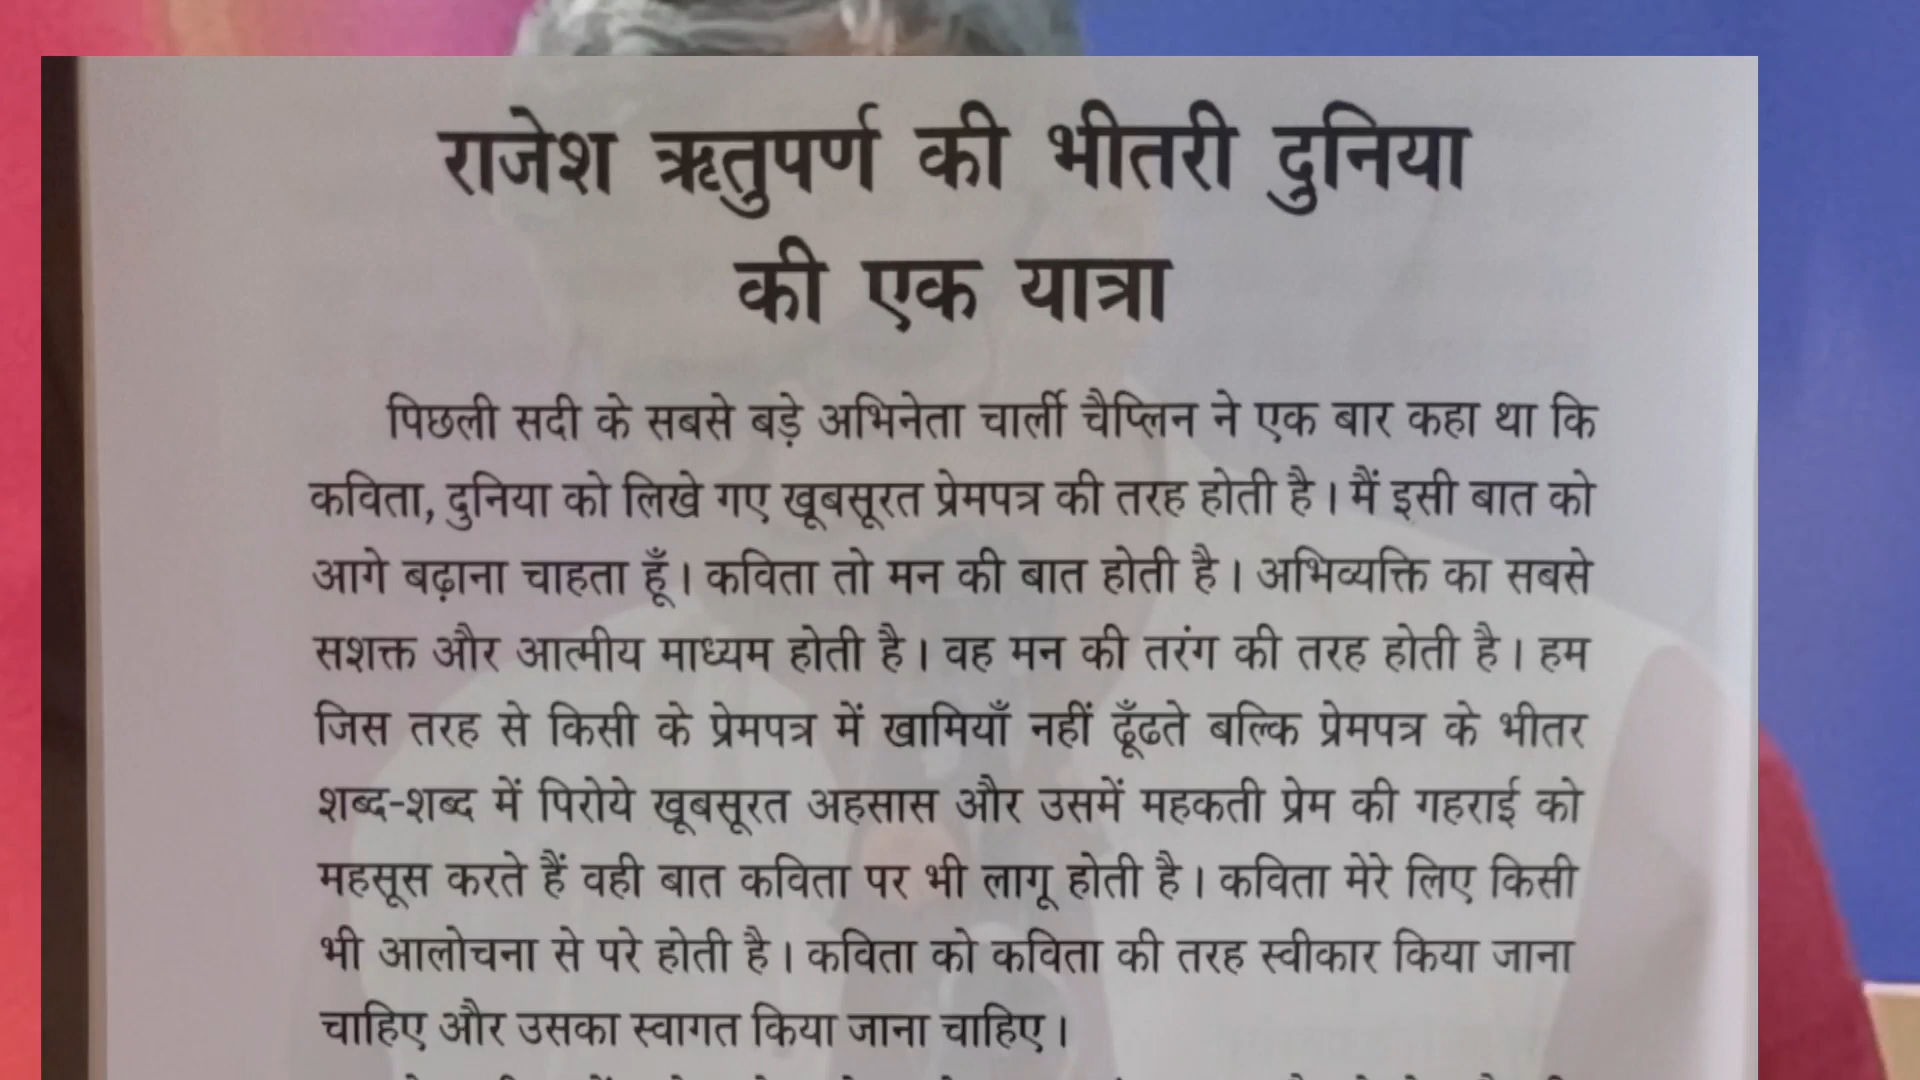 राजेश ऋतुपर्ण की भीतरी दुनिया
की एक यात्रा
पिछली सदी के सबसे बड़े अभिनेता चार्ली चैप्लिन ने एक बार कहा था कि
कविता, दुनिया को लिखे गए खूबसूरत प्रेमपत्र की तरह होती है। मैं इसी बात को
आगे बढ़ाना चाहता हूँ। कविता तो मन की बात होती है। अभिव्यक्ति का सबसे
सशक्त और आत्मीय माध्यम होती है। वह मन की तरंग की तरह होती है। हम
जिस तरह से किसी के प्रेमपत्र में खामियाँ नहीं ढूँढते बल्कि प्रेमपत्र के भीतर
शब्द-शब्द में पिरोये खूबसूरत अहसास और उसमें महकती प्रेम की गहराई को
महसूस करते हैं वही बात कविता पर भी लागू होती है। कविता मेरे लिए किसी
भी आलोचना से परे होती है। कविता को कविता की तरह स्वीकार किया जाना
चाहिए और उसका स्वागत किया जाना चाहिए।